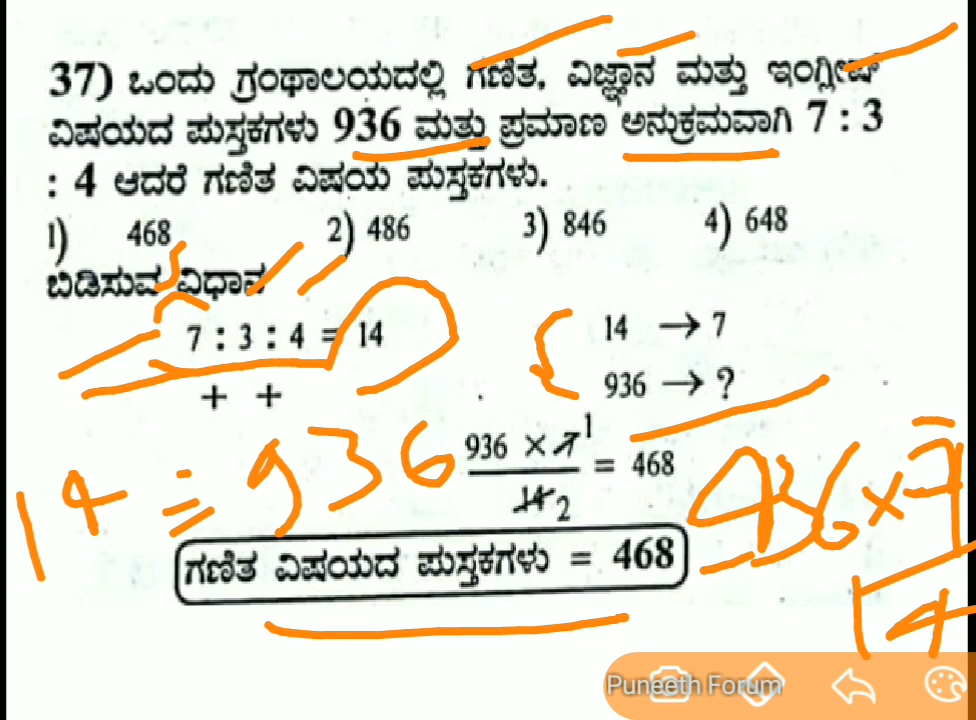 37) ಒಂದು ಗ್ರಂಥಾಲಯದಲ್ಲಿ ಗಣಿತ, ವಿಜ್ಞಾನ ಮತ್ತು ಇಂಗ್ಲೀಷ್
ವಿಷಯದ ಪುಸ್ತಕಗಳು 936 ಮತ್ತು ಪ್ರಮಾಣ ಅನುಕ್ರಮವಾಗಿ 7 : 3
: 4 ಆದರೆ ಗಣಿತ ವಿಷಯ ಪುಸ್ತಕಗಳು.
1) 468 2) 486 3) 846 4) 648
ಬಿಡಿಸುವ ವಿಧಾನ
7 : 3 : 4 = 14 14 → 7
+ + 936 → ?
936 × 7 1
14 2 = 468
14 = 936 936 × 7
14
ಗಣಿತ ವಿಷಯದ ಪುಸ್ತಕಗಳು = 468
Puneeth Forum